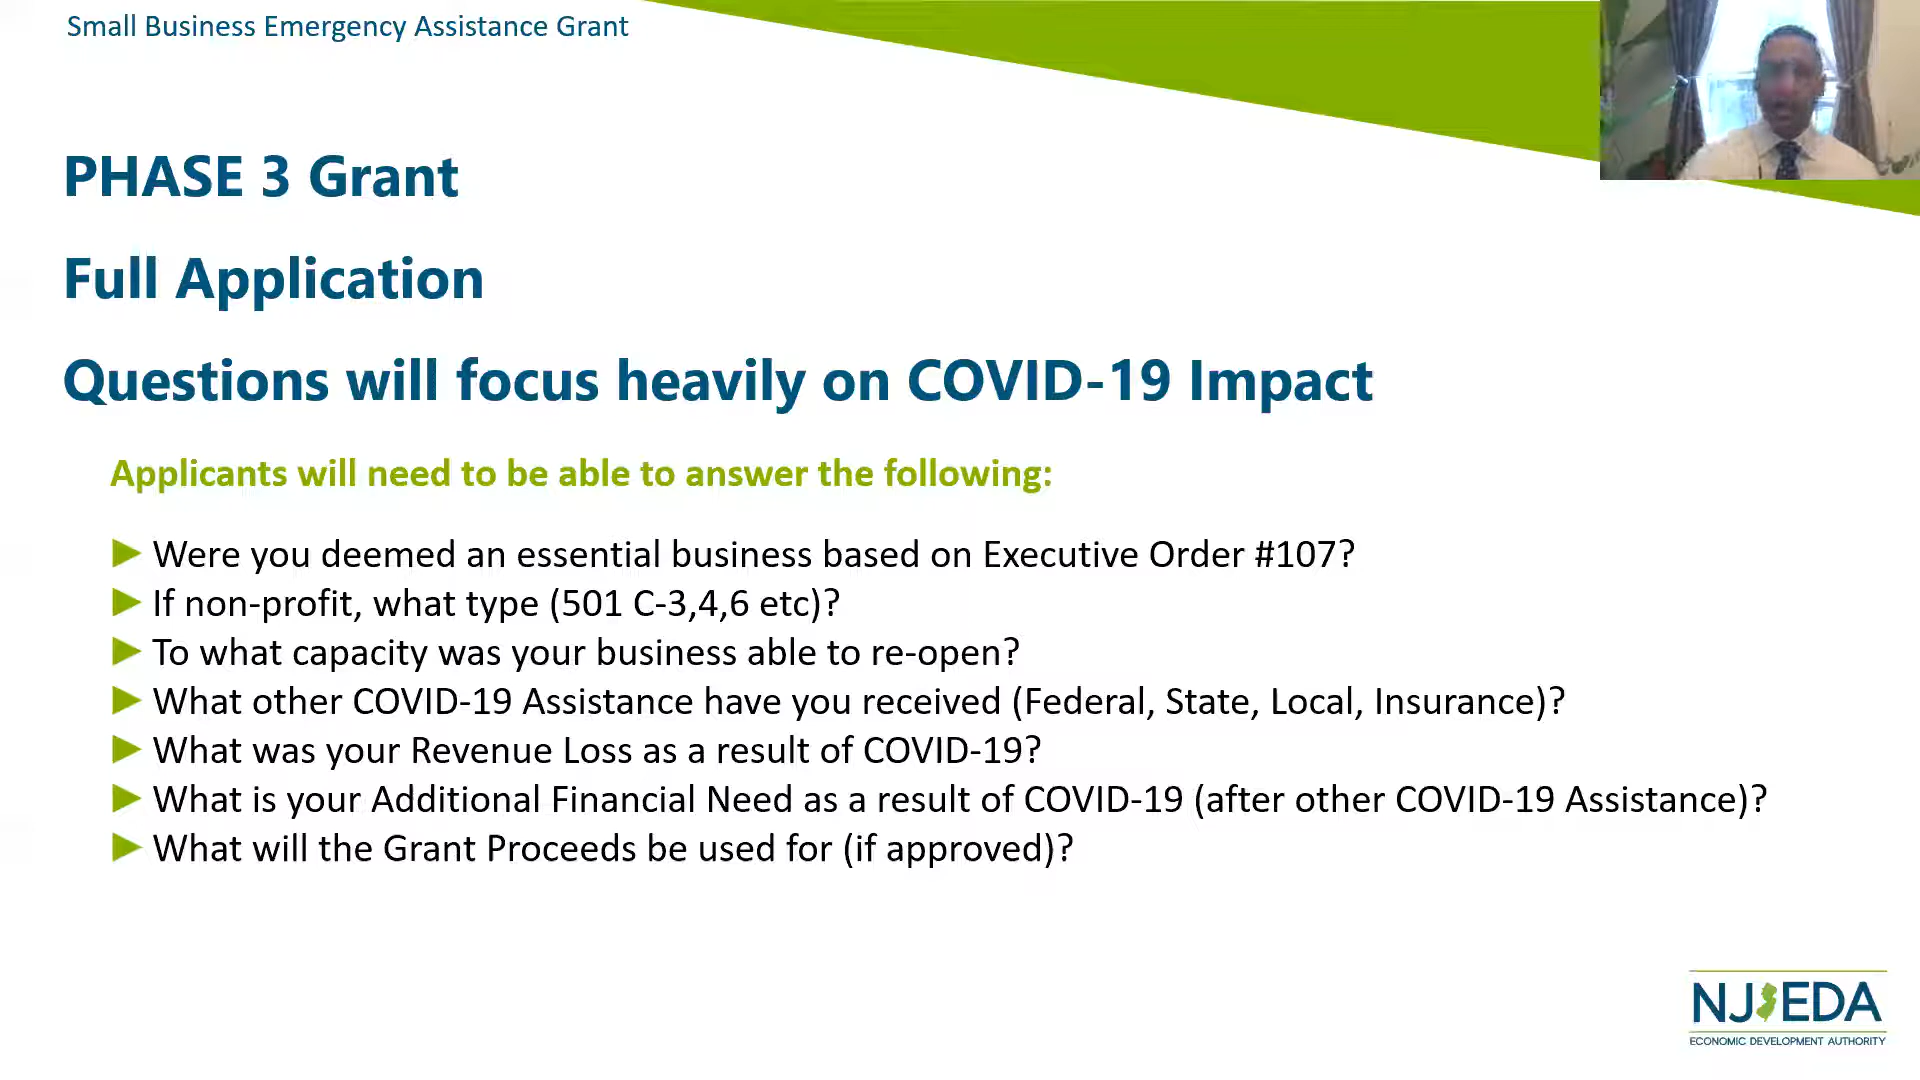 Small Business Emergency Assistance Grant
PHASE 3 Grant
Full Application
Questions will focus heavily on COVID-19 Impact
Applicants will need to be able to answer the following:
Were you deemed an essential business based on Executive Order #107?
If non-profit, what type (501 C-3,4,6 etc)?
To what capacity was your business able to re-open?
What other COVID-19 Assistance have you received (Federal, State, Local, Insurance)?
What was your Revenue Loss as a result of COVID-19?
What is your Additional Financial Need as a result of COVID-19 (after other COVID-19 Assistance)?
What will the Grant Proceeds be used for (if approved)?
NJEDA
ECONOMIC DEVELOPMENT AUTHORITY